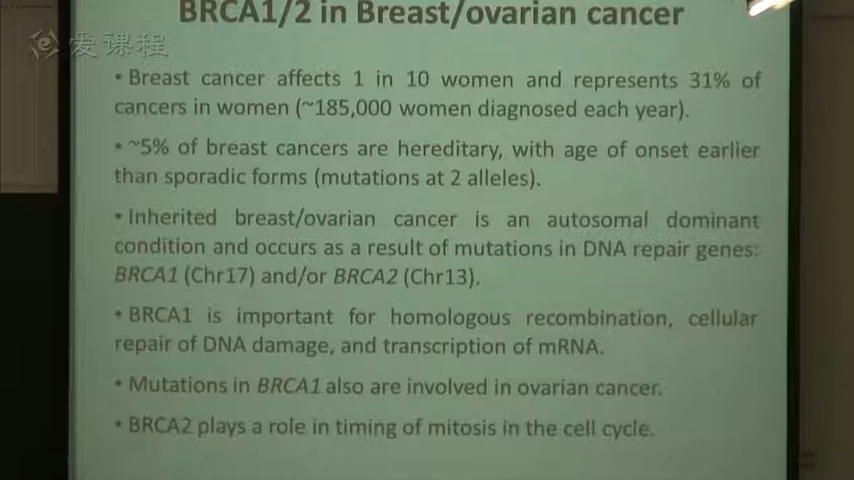 BRCA1/2 in Breast/ovarian cancer
爱课程
• Breast cancer affects 1 in 10 women and represents 31% of
cancers in women (~185,000 women diagnosed each year).
• ~5% of breast cancers are hereditary, with age of onset earlier
than sporadic forms (mutations at 2 alleles).
• Inherited breast/ovarian cancer is an autosomal dominant
condition and occurs as a result of mutations in DNA repair genes:
BRCA1 (Chr17) and/or BRCA2 (Chr13).
• BRCA1 is important for homologous recombination, cellular
repair of DNA damage, and transcription of mRNA.
• Mutations in BRCA1 also are involved in ovarian cancer.
• BRCA2 plays a role in timing of mitosis in the cell cycle.